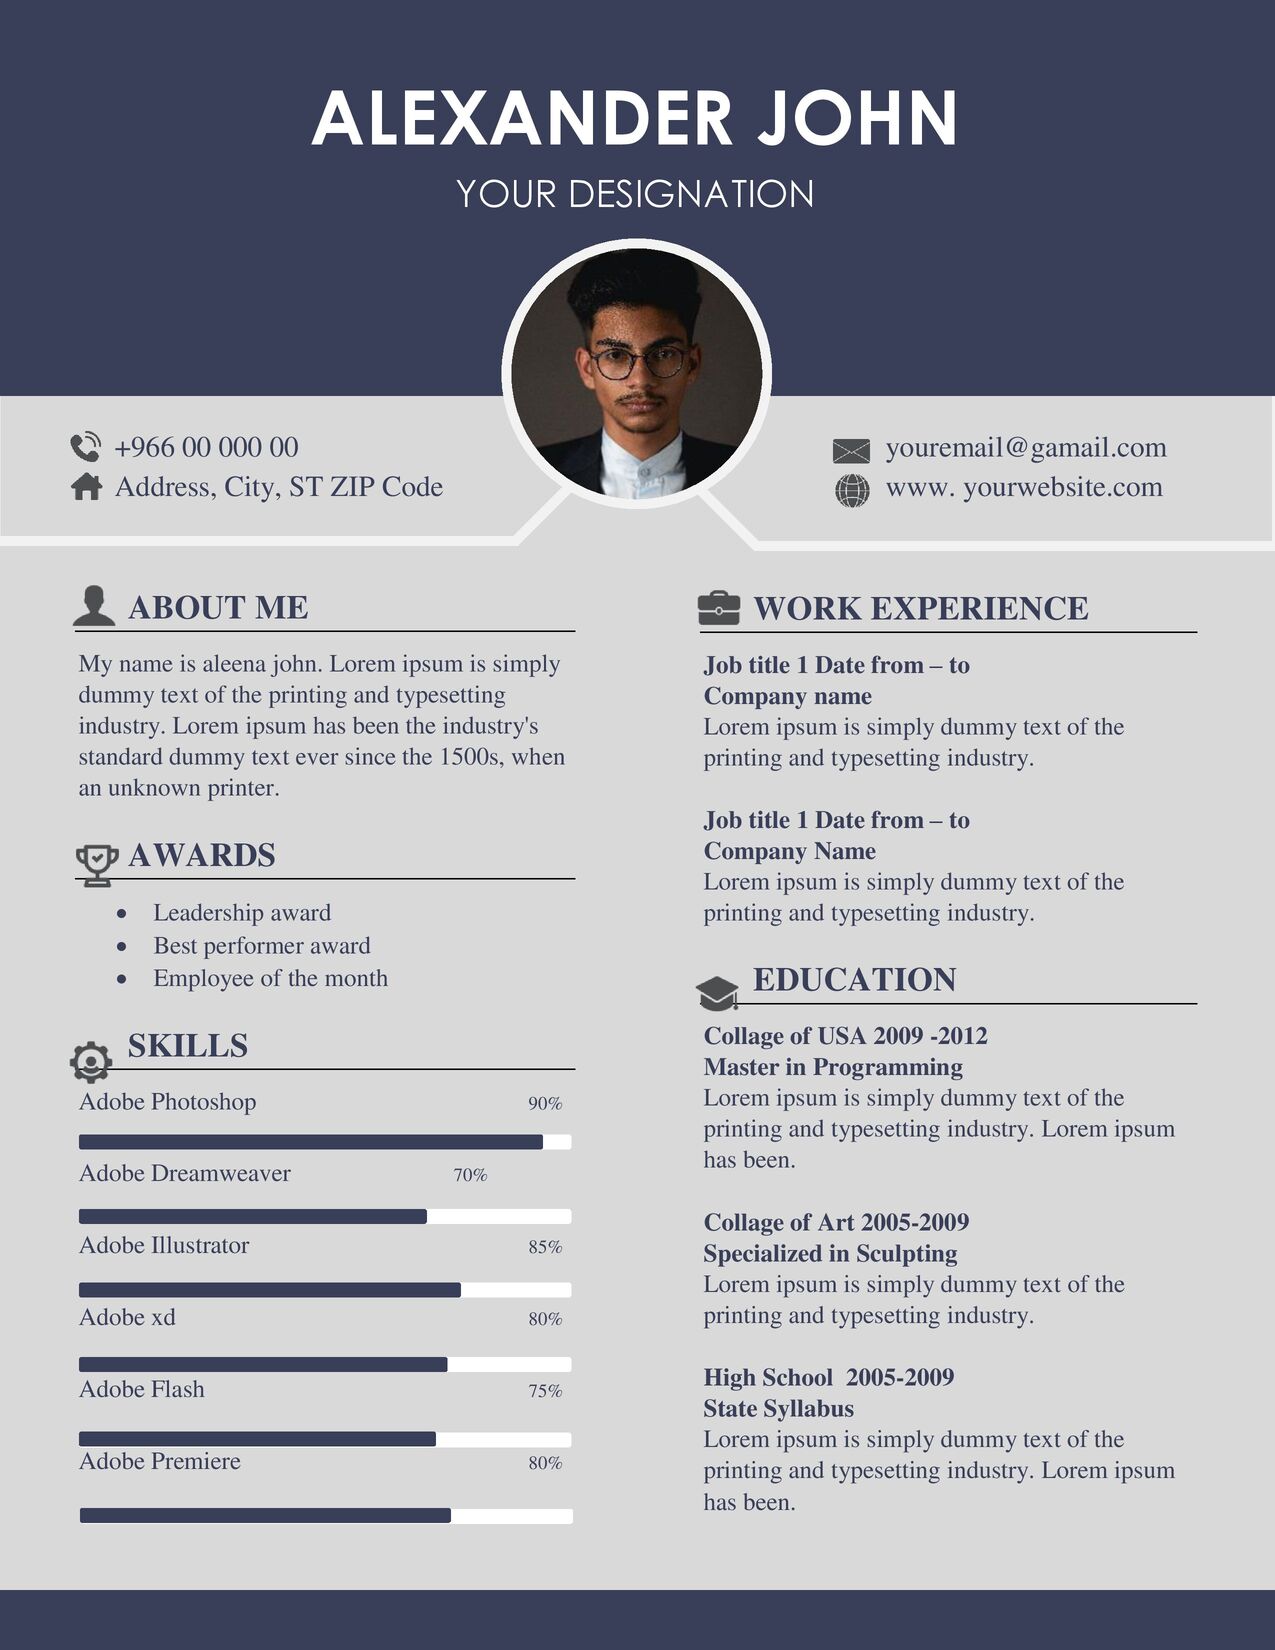 ALEXANDER JOHN
YOUR DESIGNATION
+966 00 000 00
Address, City, ST ZIP Code
youremail@gamail.com
www. yourwebsite.com
ABOUT ME
My name is aleena john. Lorem ipsum is simply
dummy text of the printing and typesetting
industry. Lorem ipsum has been the industry's
standard dummy text ever since the 1500s, when
an unknown printer.
AWARDS
• Leadership award
• Best performer award
• Employee of the month
SKILLS
Adobe Photoshop 90%
Adobe Dreamweaver 70%
Adobe Illustrator 85%
Adobe xd 80%
Adobe Flash 75%
Adobe Premiere 80%
WORK EXPERIENCE
Job title 1 Date from – to
Company name
Lorem ipsum is simply dummy text of the
printing and typesetting industry.
Job title 1 Date from – to
Company Name
Lorem ipsum is simply dummy text of the
printing and typesetting industry.
EDUCATION
Collage of USA 2009 -2012
Master in Programming
Lorem ipsum is simply dummy text of the
printing and typesetting industry. Lorem ipsum
has been.
Collage of Art 2005-2009
Specialized in Sculpting
Lorem ipsum is simply dummy text of the
printing and typesetting industry.
High School  2005-2009
State Syllabus
Lorem ipsum is simply dummy text of the
printing and typesetting industry. Lorem ipsum
has been.